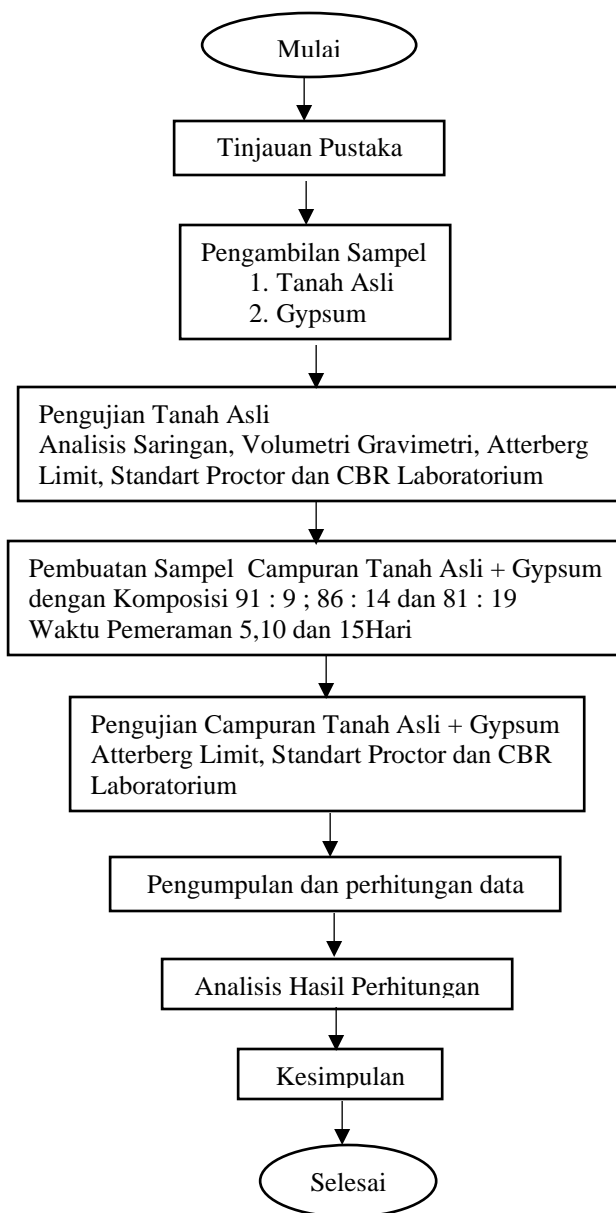 Mulai
Tinjauan Pustaka
Pengambilan Sampel
1. Tanah Asli
2. Gypsum
Pengujian Tanah Asli
Analisis Saringan, Volumetri Gravimetri, Atterberg
Limit, Standart Proctor dan CBR Laboratorium
Pembuatan Sampel Campuran Tanah Asli + Gypsum
dengan Komposisi 91 : 9 ; 86 : 14 dan 81 : 19
Waktu Pemeraman 5,10 dan 15Hari
Pengujian Campuran Tanah Asli + Gypsum
Atterberg Limit, Standart Proctor dan CBR
Laboratorium
Pengumpulan dan perhitungan data
Analisis Hasil Perhitungan
Kesimpulan
Selesai